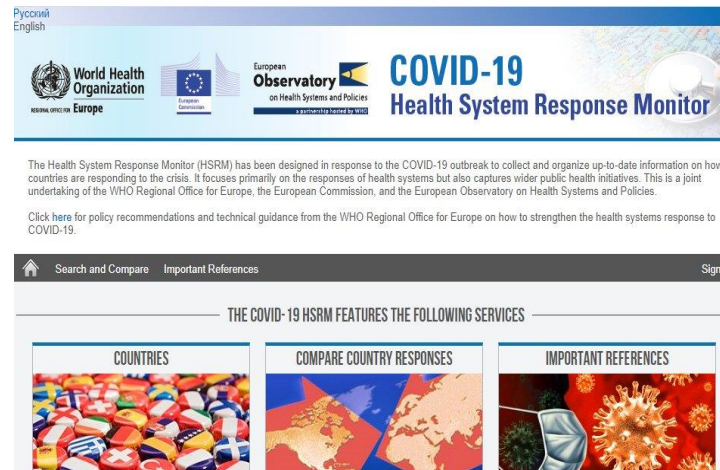 Русский
English
World Health
Organization
REGIONAL OFFICE FOR Europe
European
Commission
European
Observatory
on Health Systems and Policies
a partnership hosted by WHO
COVID-19
Health System Response Monitor
The Health System Response Monitor (HSRM) has been designed in response to the COVID-19 outbreak to collect and organize up-to-date information on how
countries are responding to the crisis. It focuses primarily on the responses of health systems but also captures wider public health initiatives. This is a joint
undertaking of the WHO Regional Office for Europe, the European Commission, and the European Observatory on Health Systems and Policies.
Click here for policy recommendations and technical guidance from the WHO Regional Office for Europe on how to strengthen the health systems response to
COVID-19.
Search and Compare Important References Sign
THE COVID-19 HSRM FEATURES THE FOLLOWING SERVICES
COUNTRIES
COMPARE COUNTRY RESPONSES
IMPORTANT REFERENCES